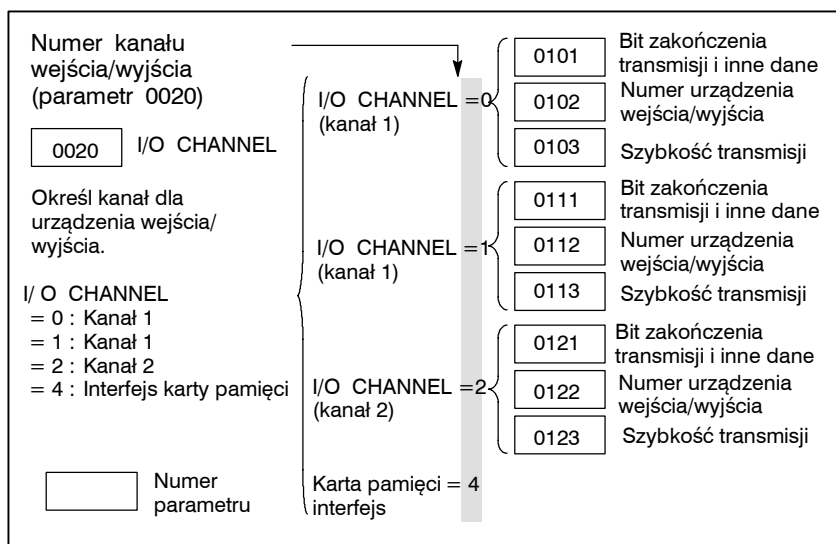 Numer kanału
wejścia/wyjścia
(parametr 0020)
0020 I/O CHANNEL
Określ kanał dla
urządzenia wejścia/
wyjścia.
I/ O CHANNEL
= 0 : Kanał 1
= 1 : Kanał 1
= 2 : Kanał 2
= 4 : Interfejs karty pamięci
Numer
parametru
I/O CHANNEL = 0
(kanał 1)
0101 Bit zakończenia
transmisji i inne dane
0102 Numer urządzenia
wejścia/wyjścia
0103 Szybkość transmisji
I/O CHANNEL = 1
(kanał 1)
0111 Bit zakończenia
transmisji i inne dane
0112 Numer urządzenia
wejścia/wyjścia
0113 Szybkość transmisji
I/O CHANNEL = 2
(kanał 2)
0121 Bit zakończenia
transmisji i inne dane
0122 Numer urządzenia
wejścia/wyjścia
0123 Szybkość transmisji
Karta pamięci = 4
interfejs